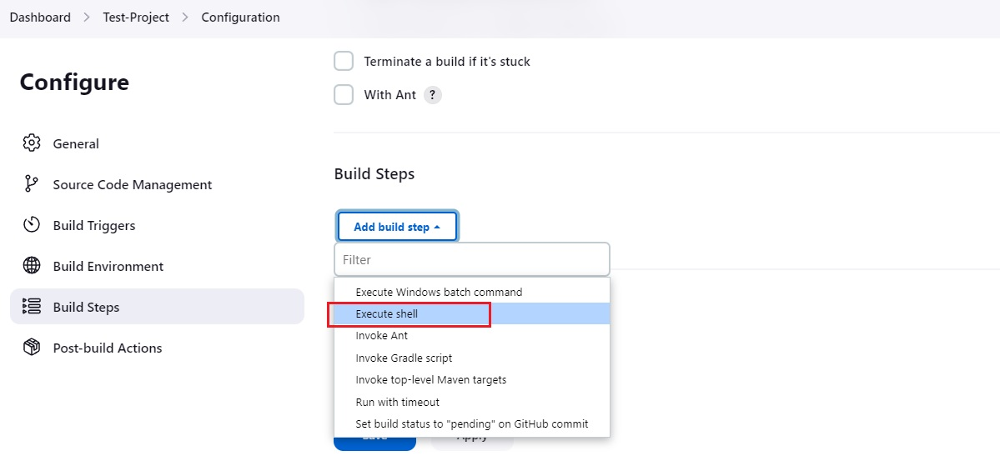 Dashboard > Test-Project > Configuration
Configure
General
Source Code Management
Build Triggers
Build Environment
Build Steps
Post-build Actions
Terminate a build if it's stuck
With Ant ?
Build Steps
Add build step
Filter
Execute Windows batch command
Execute shell
Invoke Ant
Invoke Gradle script
Invoke top-level Maven targets
Run with timeout
Set build status to "pending" on GitHub commit
Save Apply